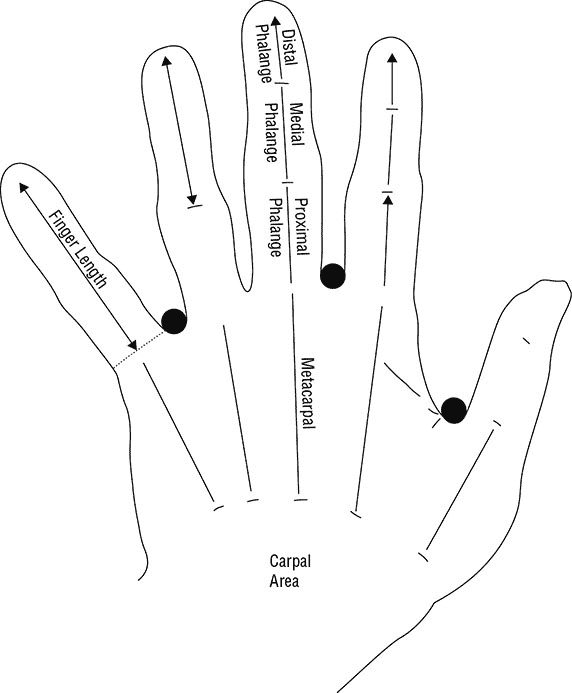 Distal
Phalange
Medial
Phalange
Proximal
Phalange
Finger Length
Metacarpal
Carpal
Area